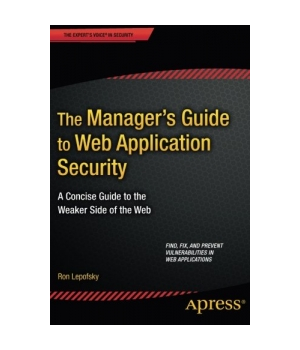 THE EXPERT'S VOICE® IN SECURITY
The Manager's Guide
to Web Application
Security
A Concise Guide to the
Weaker Side of the Web
FIND, FIX, AND PREVENT
VULNERABILITIES IN
WEB APPLICATIONS
Ron Lepofsky
Apress®